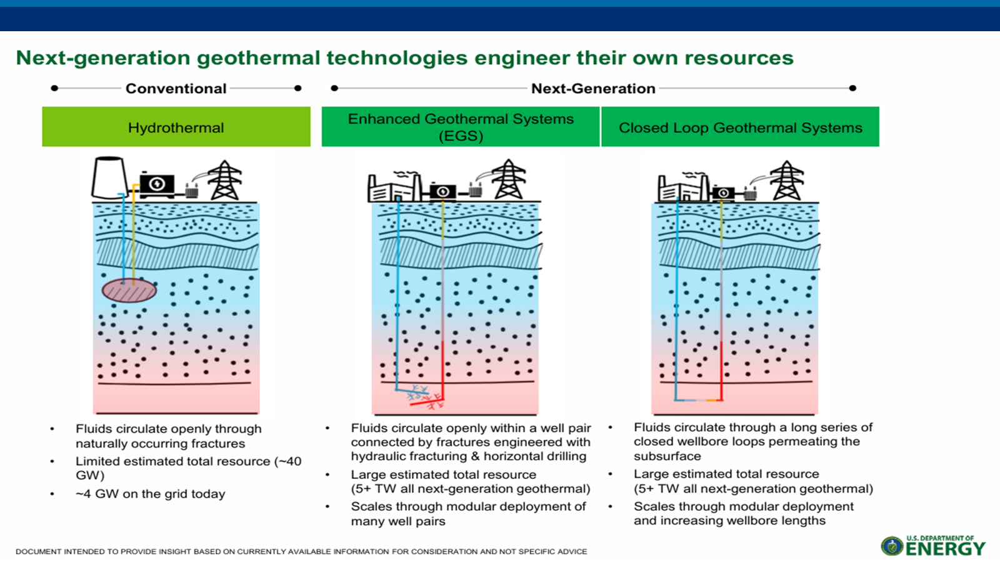 Next-generation geothermal technologies engineer their own resources
Conventional
Next-Generation
Hydrothermal
Enhanced Geothermal Systems
(EGS)
Closed Loop Geothermal Systems
• Fluids circulate openly through
naturally occurring fractures
• Limited estimated total resource (~40
GW)
• ~4 GW on the grid today
• Fluids circulate openly within a well pair
connected by fractures engineered with
hydraulic fracturing & horizontal drilling
• Large estimated total resource
(5+ TW all next-generation geothermal)
• Scales through modular deployment of
many well pairs
• Fluids circulate through a long series of
closed wellbore loops permeating the
subsurface
• Large estimated total resource
(5+ TW all next-generation geothermal)
• Scales through modular deployment
and increasing wellbore lengths
DOCUMENT INTENDED TO PROVIDE INSIGHT BASED ON CURRENTLY AVAILABLE INFORMATION FOR CONSIDERATION AND NOT SPECIFIC ADVICE
U.S. DEPARTMENT OF
ENERGY